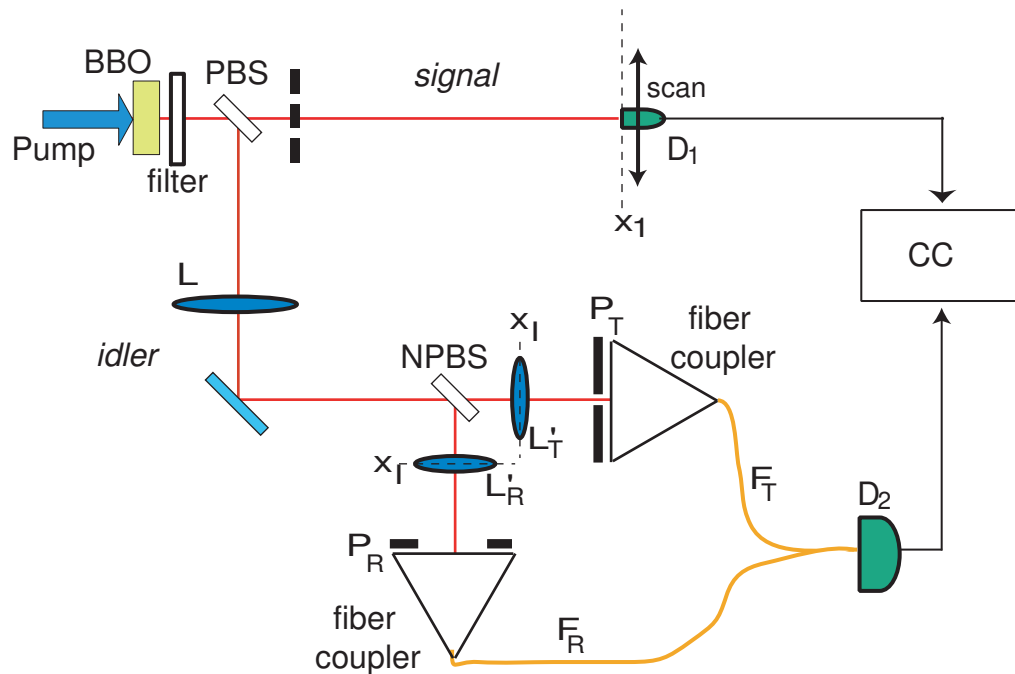 BBO
PBS
signal
scan
Pump
filter
D1
x1
CC
L
idler
NPBS
xI
PT
fiber
coupler
L'T
xI'
L'R
FT
D2
PR
fiber
coupler
FR